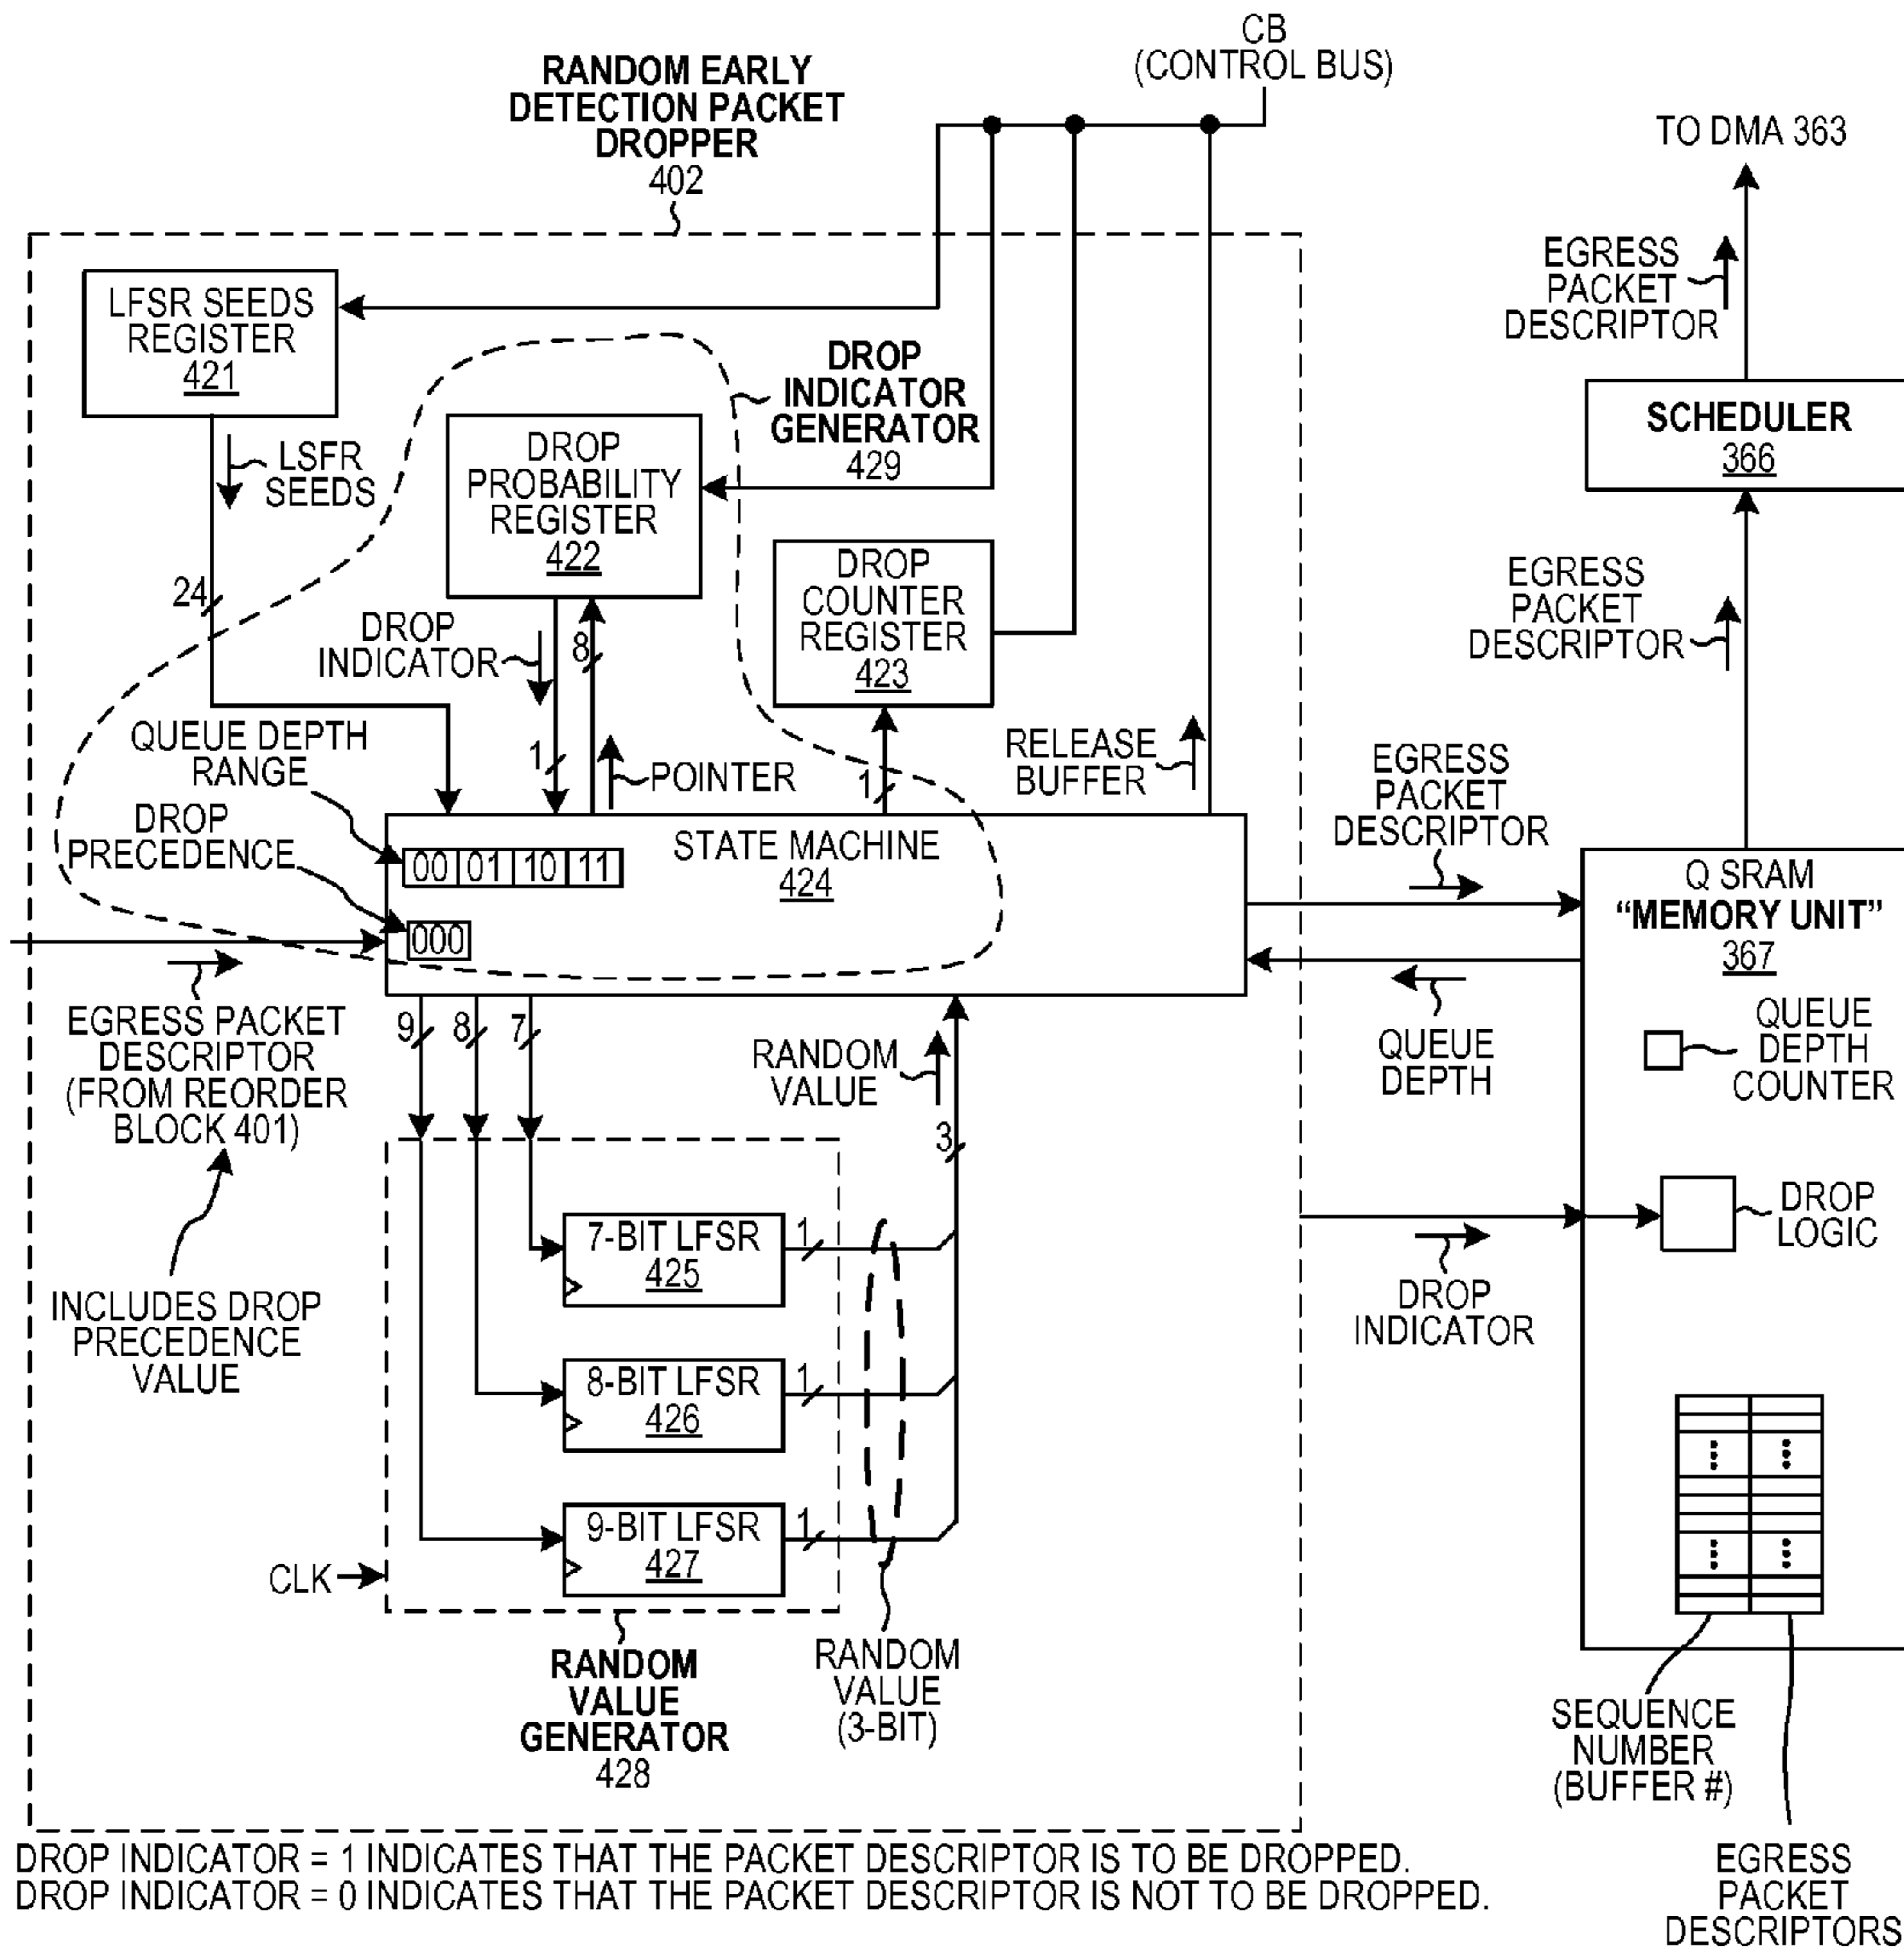 CB
(CONTROL BUS)
RANDOM EARLY
DETECTION PACKET
DROPPER
402
TO DMA 363
EGRESS
PACKET
DESCRIPTOR
LFSR SEEDS
REGISTER
421
DROP
INDICATOR
GENERATOR
429
SCHEDULER
366
LSFR
SEEDS
DROP
PROBABILITY
REGISTER
422
DROP
COUNTER
REGISTER
423
EGRESS
PACKET
DESCRIPTOR
24
DROP
INDICATOR
8
QUEUE DEPTH
RANGE
1
POINTER
1
RELEASE
BUFFER
EGRESS
PACKET
DESCRIPTOR
DROP
PRECEDENCE
00 01 10 11
000
STATE MACHINE
424
Q SRAM
“MEMORY UNIT”
367
EGRESS PACKET
DESCRIPTOR
(FROM REORDER
BLOCK 401)
9 8 7
RANDOM
VALUE
3
QUEUE
DEPTH
QUEUE
DEPTH
COUNTER
INCLUDES DROP
PRECEDENCE
VALUE
7-BIT LFSR
425
1
8-BIT LFSR
426
1
9-BIT LFSR
427
1
CLK
DROP
LOGIC
DROP
INDICATOR
RANDOM
VALUE
GENERATOR
428
RANDOM
VALUE
(3-BIT)
SEQUENCE
NUMBER
(BUFFER #)
EGRESS
PACKET
DESCRIPTORS
DROP INDICATOR = 1 INDICATES THAT THE PACKET DESCRIPTOR IS TO BE DROPPED.
DROP INDICATOR = 0 INDICATES THAT THE PACKET DESCRIPTOR IS NOT TO BE DROPPED.